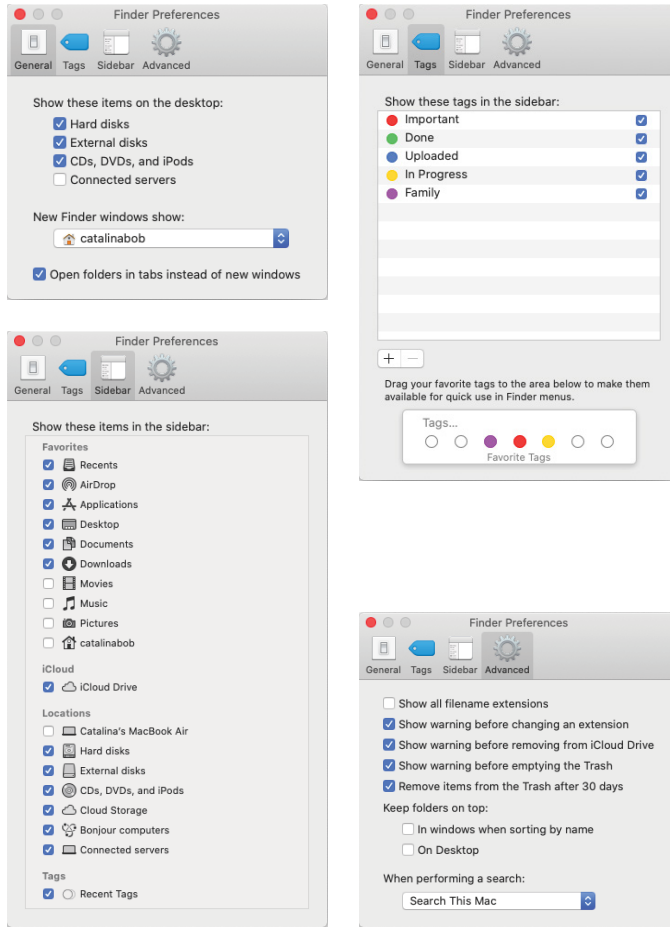 Finder Preferences
General Tags Sidebar Advanced
Show these items on the desktop:
Hard disks
External disks
CDs, DVDs, and iPods
Connected servers
New Finder windows show:
catalinabob
Open folders in tabs instead of new windows
Finder Preferences
General Tags Sidebar Advanced
Show these tags in the sidebar:
Important
Done
Uploaded
In Progress
Family
+ −
Drag your favorite tags to the area below to make them
available for quick use in Finder menus.
Tags...
Favorite Tags
Finder Preferences
General Tags Sidebar Advanced
Show these items in the sidebar:
Favorites
Recents
AirDrop
Applications
Desktop
Documents
Downloads
Movies
Music
Pictures
catalinabob
iCloud
iCloud Drive
Locations
Catalina's MacBook Air
Hard disks
External disks
CDs, DVDs, and iPods
Cloud Storage
Bonjour computers
Connected servers
Tags
Recent Tags
Finder Preferences
General Tags Sidebar Advanced
Show all filename extensions
Show warning before changing an extension
Show warning before removing from iCloud Drive
Show warning before emptying the Trash
Remove items from the Trash after 30 days
Keep folders on top:
In windows when sorting by name
On Desktop
When performing a search:
Search This Mac